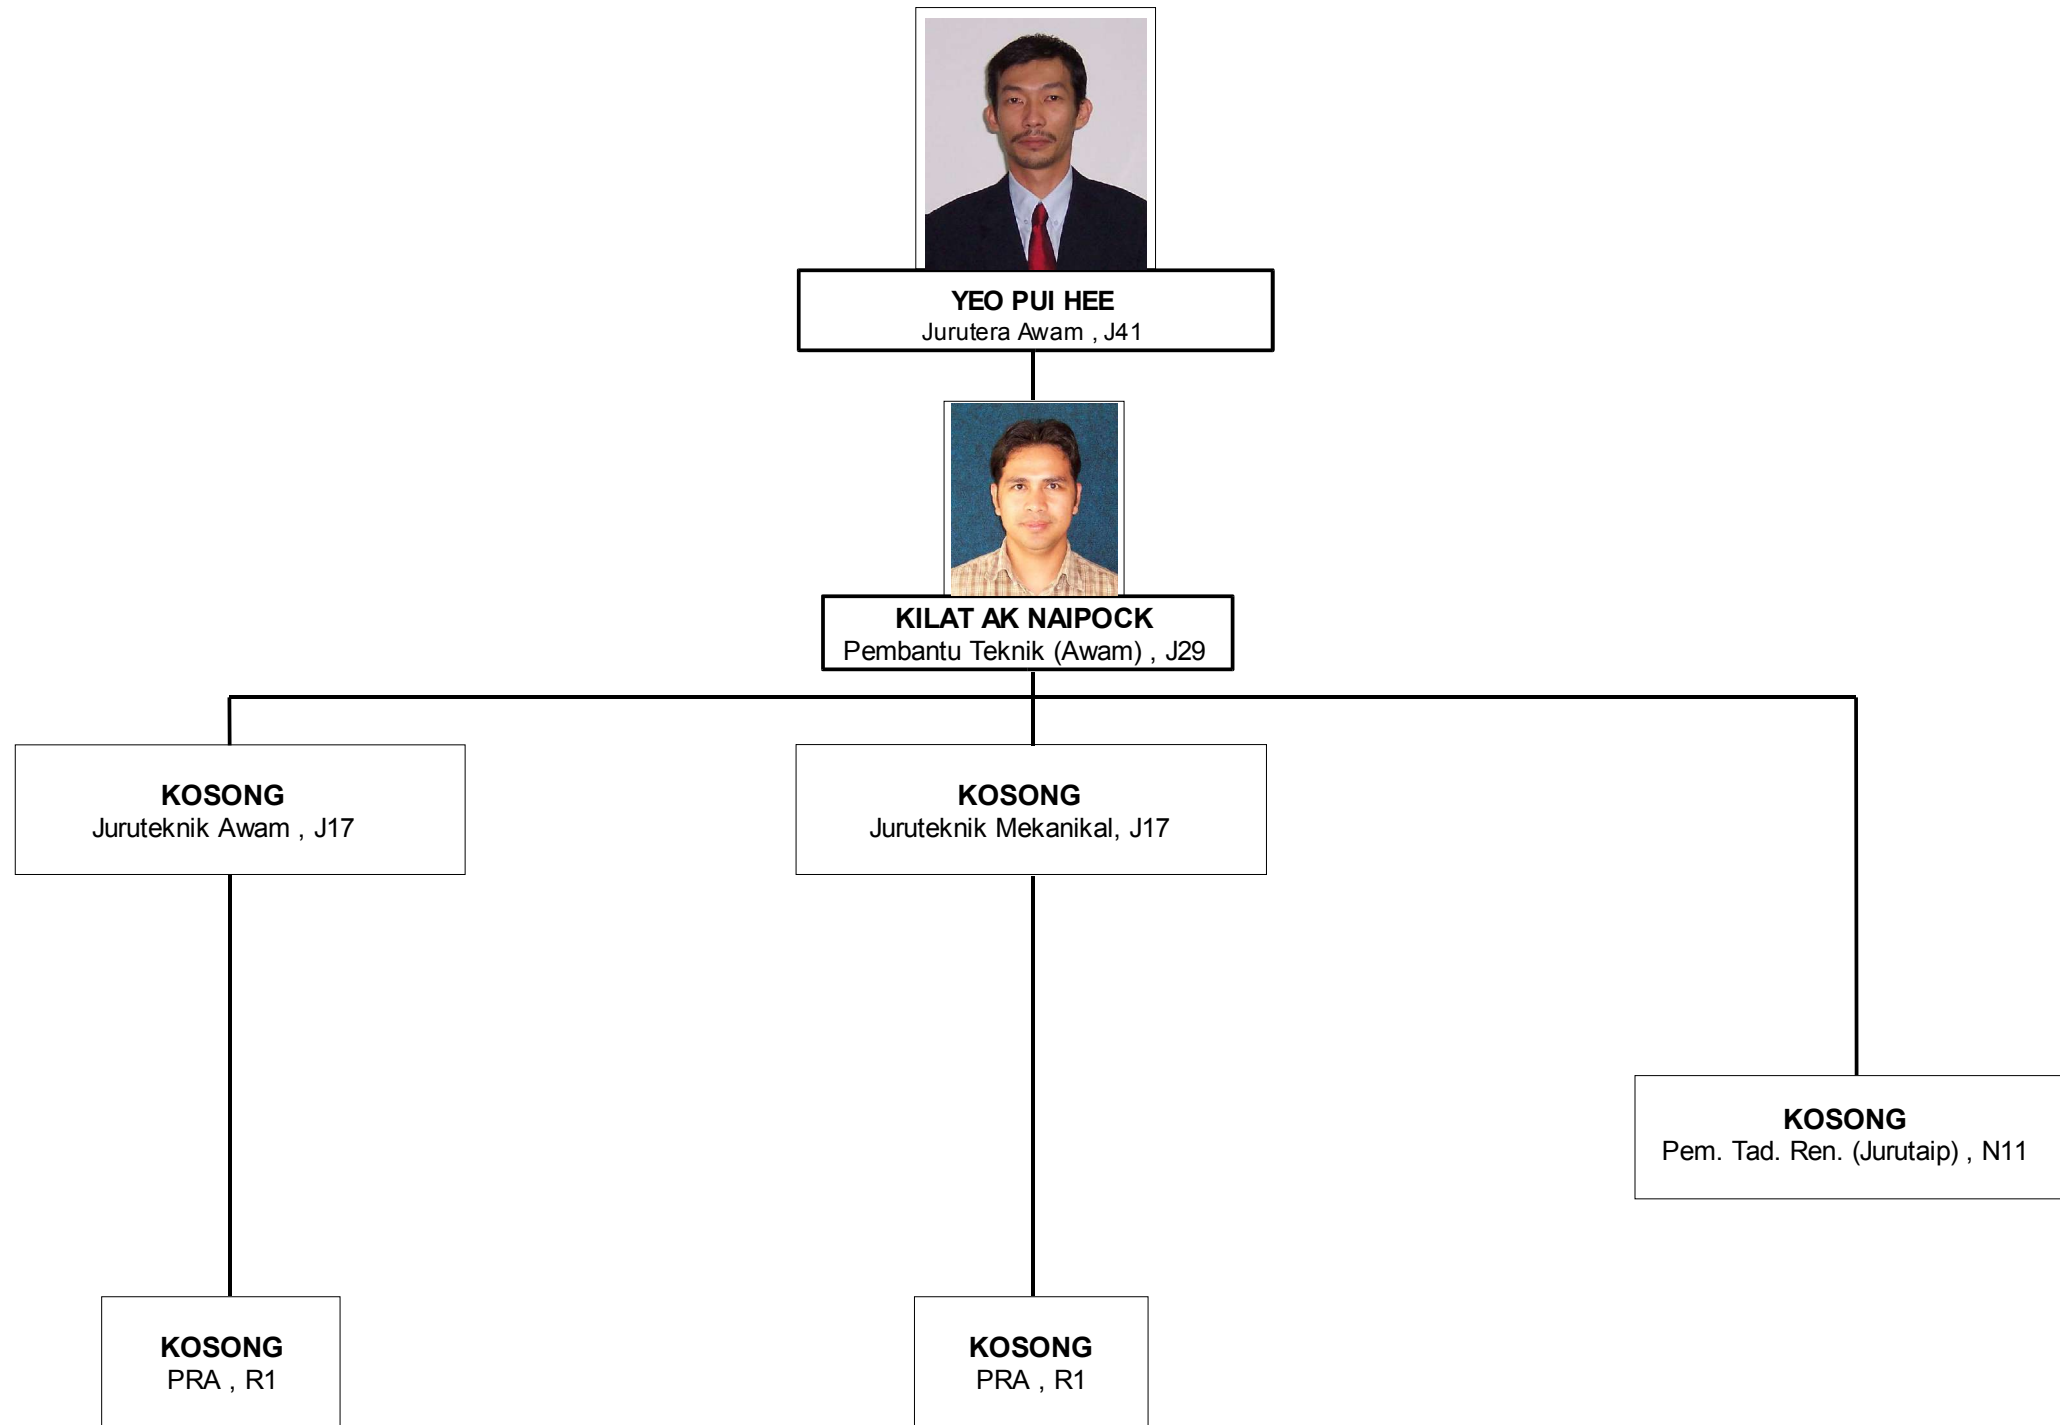 YEO PUI HEE
Jurutera Awam , J41
KILAT AK NAIPOCK
Pembantu Teknik (Awam) , J29
KOSONG
Juruteknik Awam , J17
KOSONG
Juruteknik Mekanikal, J17
KOSONG
Pem. Tad. Ren. (Jurutaip) , N11
KOSONG
PRA , R1
KOSONG
PRA , R1